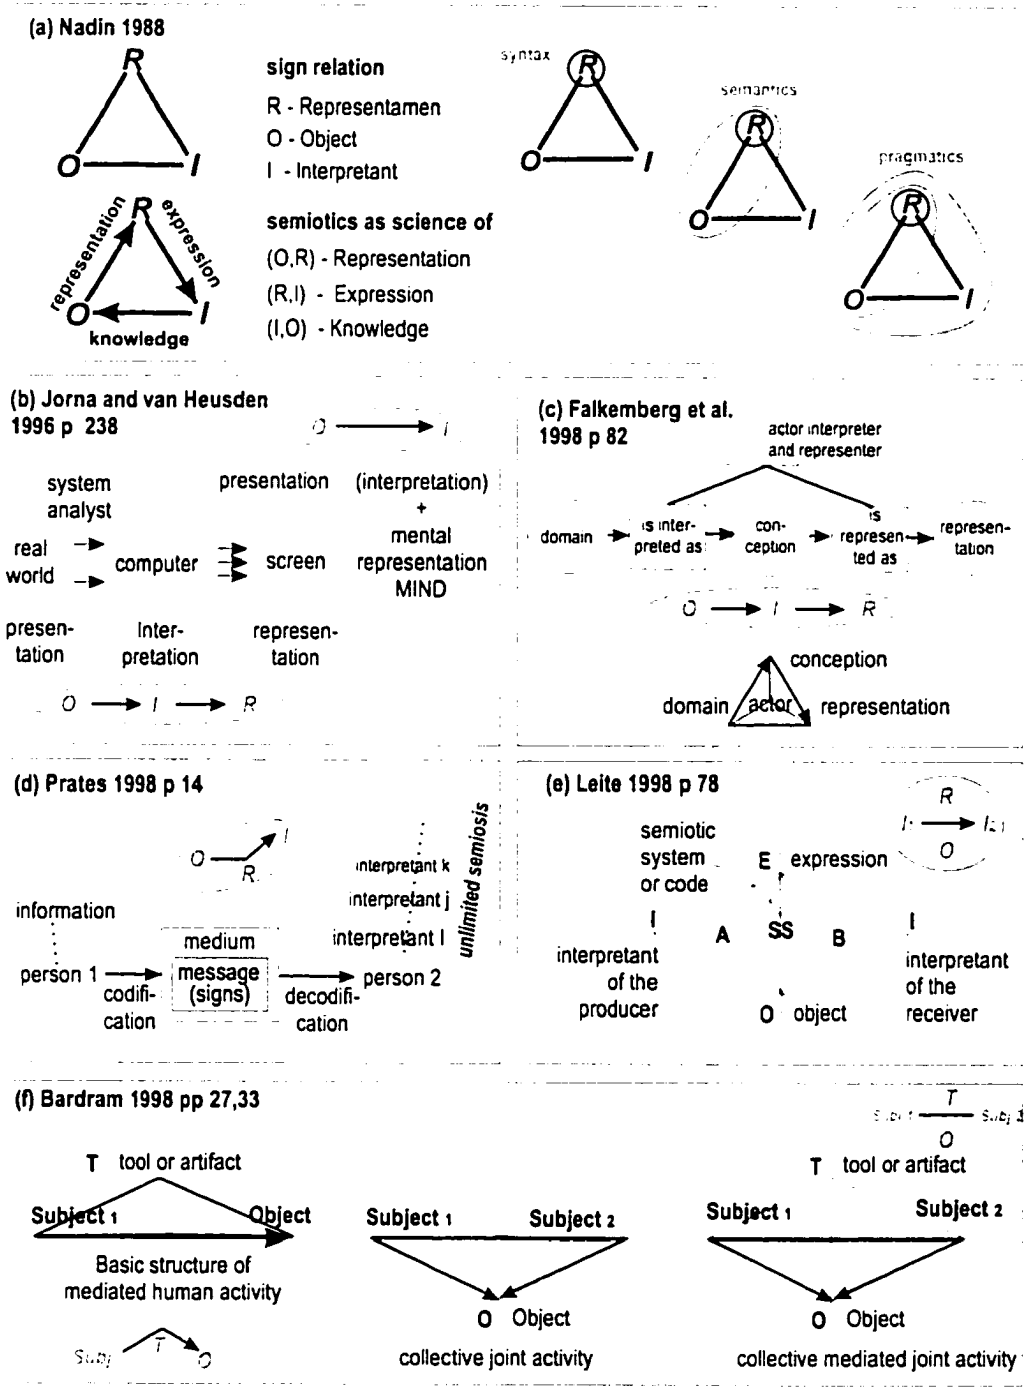 (a) Nadin 1988
R
O I
sign relation
R - Representamen
O - Object
I - Interpretant
R
O I
representation
expression
knowledge
semiotics as science of
(O,R) - Representation
(R,I) - Expression
(I,O) - Knowledge
syntax
R
O I
semantics
R
O I
pragmatics
R
O I
(b) Jorna and van Heusden
1996 p 238
O I
system
analyst
presentation
(interpretation)
+
mental
representation
MIND
real
world
computer
screen
presen-
tation
Inter-
pretation
represen-
tation
O I R
(c) Falkemberg et al.
1998 p 82
actor interpreter
and representer
domain
is inter-
preted as
con-
ception
is
represen-
ted as
represen-
tation
O I R
conception
domain actor representation
(d) Prates 1998 p 14
O R I
information
person 1
codifi-
cation
medium
message
(signs)
decodifi-
cation
person 2
interpretant k
interpretant j
interpretant I
unlimited semiosis
(e) Leite 1998 p 78
R
O
semiotic
system
or code
E expression
I
interpretant
of the
producer
A SS B
I
interpretant
of the
receiver
O object
(f) Bardram 1998 pp 27,33
T tool or artifact
Subject 1 Object
Basic structure of
mediated human activity
Subj T O
Subject 1 Subject 2
O Object
collective joint activity
T
O
T tool or artifact
Subject 1 Subject 2
O Object
collective mediated joint activity